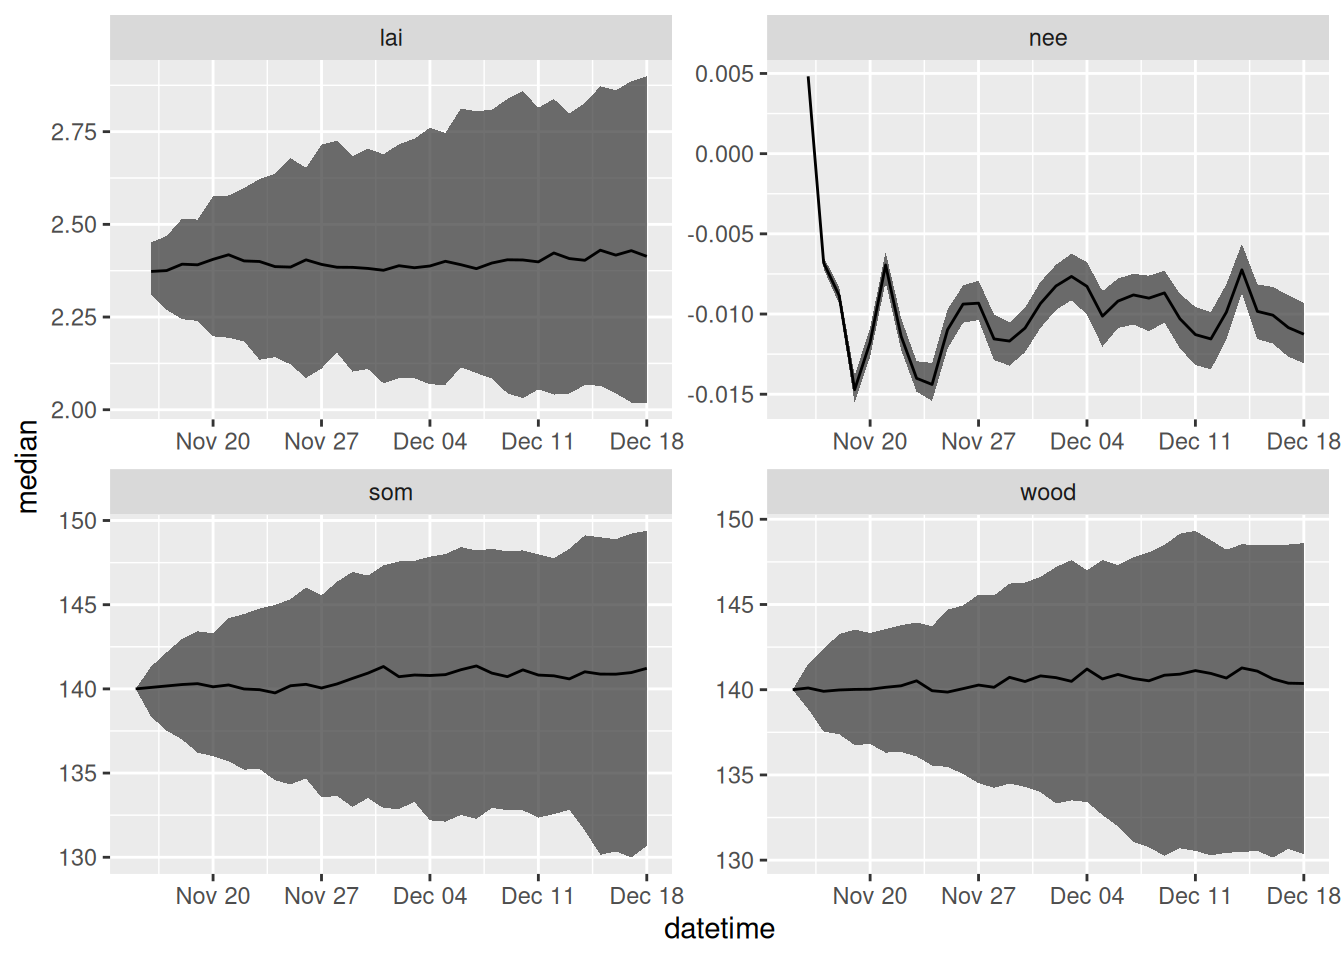 lai
nee
2.75
2.50
2.25
2.00
0.005
0.000
-0.005
-0.010
-0.015
Nov 20 Nov 27 Dec 04 Dec 11 Dec 18
Nov 20 Nov 27 Dec 04 Dec 11 Dec 18
median
som
wood
150
145
140
135
130
150
145
140
135
130
Nov 20 Nov 27 Dec 04 Dec 11 Dec 18
Nov 20 Nov 27 Dec 04 Dec 11 Dec 18
datetime